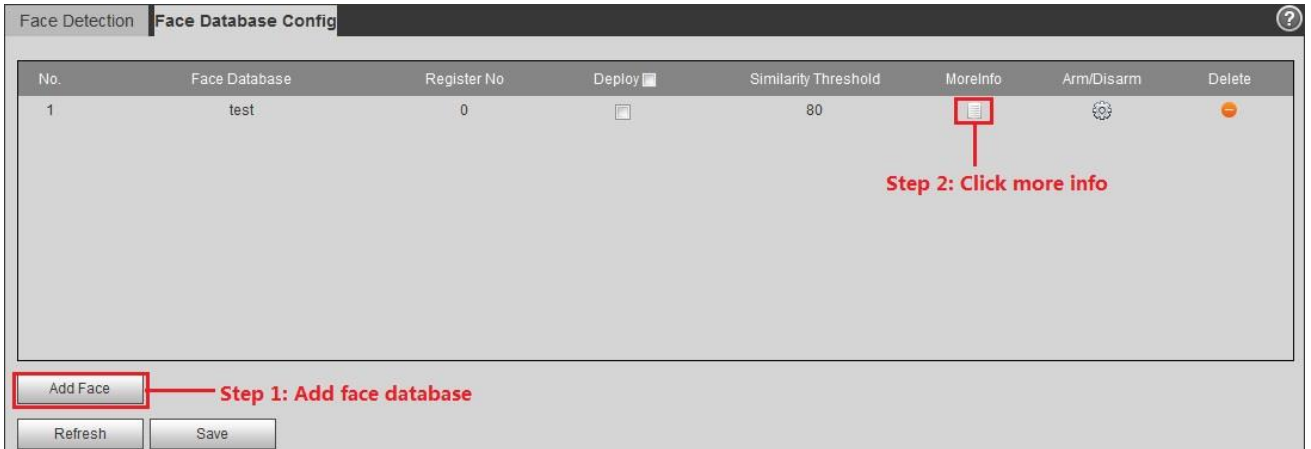 Face Detection Face Database Config ?
No. Face Database Register No Deploy Similarity Threshold MoreInfo Arm/Disarm Delete
1 test 0 80
Step 2: Click more info
Add Face Step 1: Add face database
Refresh Save